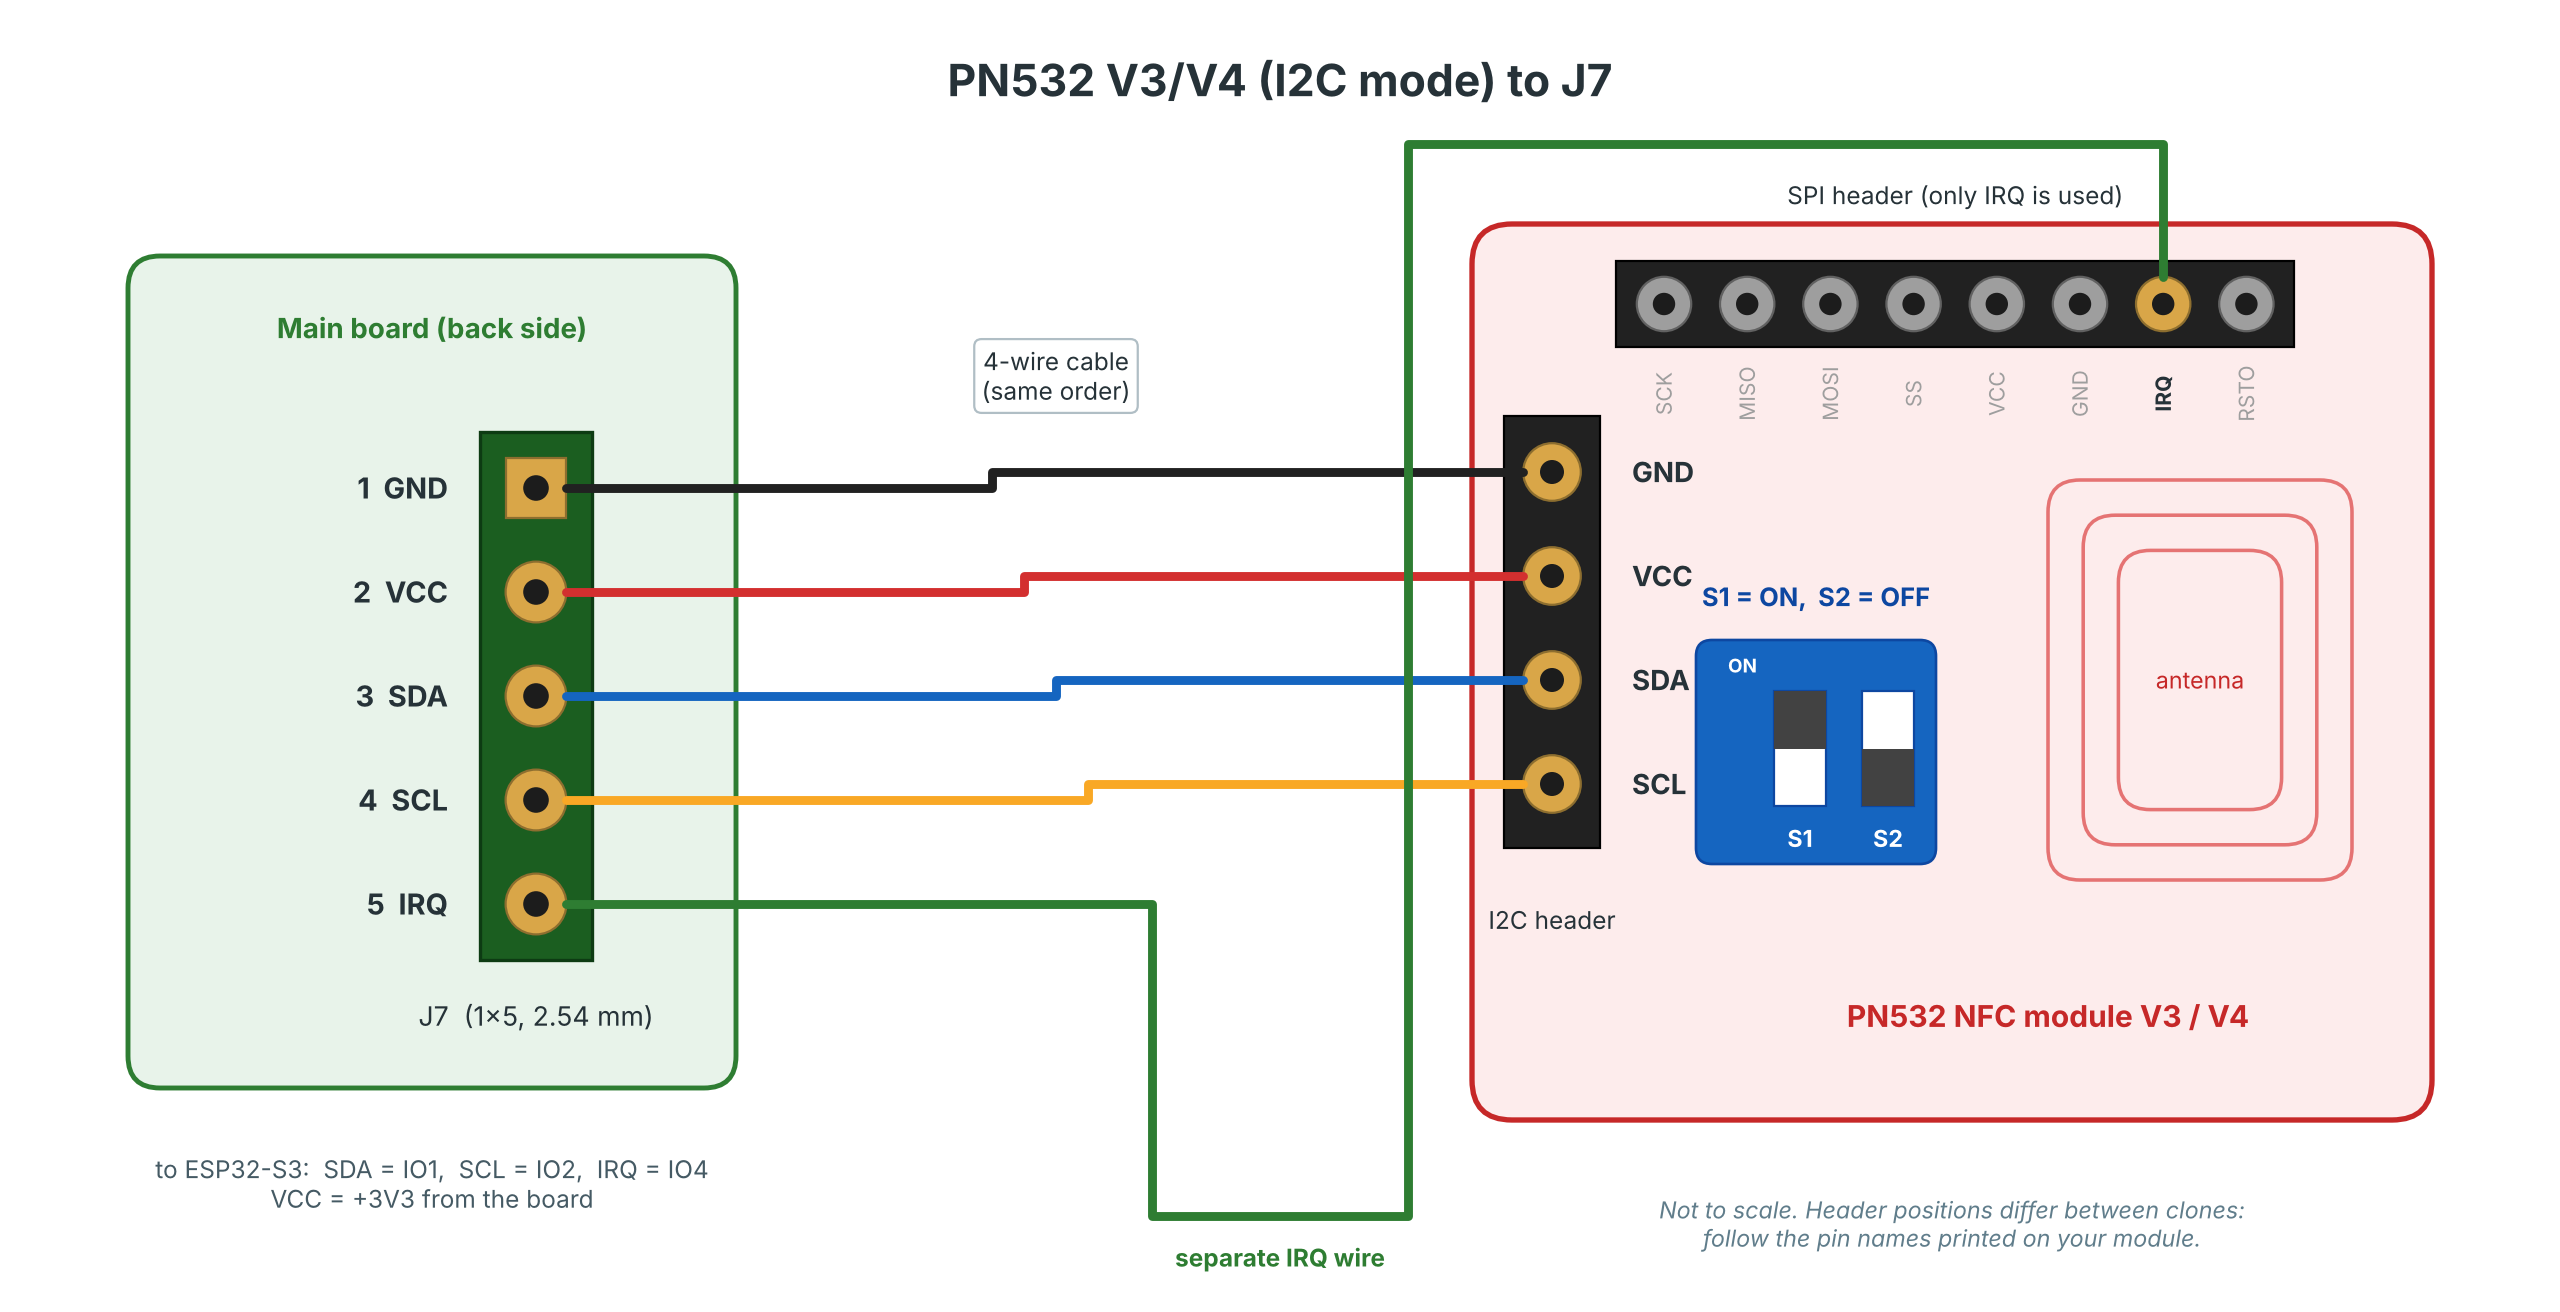 PN532 V3/V4 (I2C mode) to J7
SPI header (only IRQ is used)
Main board (back side)
4-wire cable
(same order)
SCK
MISO
MOSI
SS
VCC
GND
IRQ
RSTO
1 GND
2 VCC
3 SDA
4 SCL
5 IRQ
GND
VCC
SDA
SCL
S1 = ON, S2 = OFF
ON
S1
S2
antenna
I2C header
J7 (1×5, 2.54 mm)
PN532 NFC module V3 / V4
to ESP32-S3: SDA = IO1, SCL = IO2, IRQ = IO4
VCC = +3V3 from the board
separate IRQ wire
Not to scale. Header positions differ between clones:
follow the pin names printed on your module.